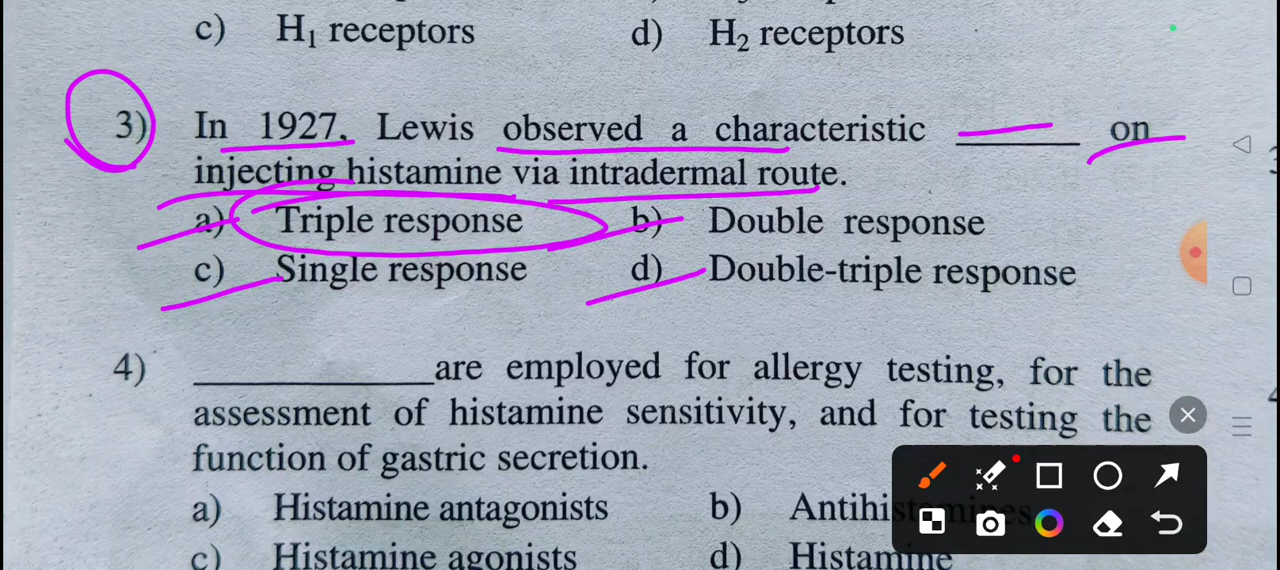 c) H₁ receptors d) H₂ receptors
3) In 1927, Lewis observed a characteristic ______ on
injecting histamine via intradermal route.
a) Triple response b) Double response
c) Single response d) Double-triple response
4) ____________are employed for allergy testing, for the
assessment of histamine sensitivity, and for testing the
function of gastric secretion.
a) Histamine antagonists b) Antihistamines
c) Histamine agonists d) Histamine